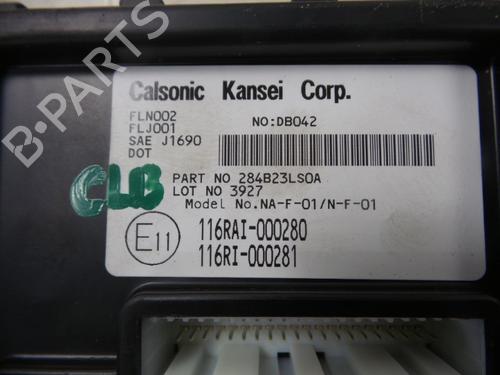 Calsonic Kansei Corp.
FLN002
FLJ001
SAE J1690
DOT
NO:DB042
PART NO 284B23LS0A
LOT NO 3927
Model No.NA-F-01/N-F-01
CLB
E11
116RAI-000280
116RI-000281
B-PARTS